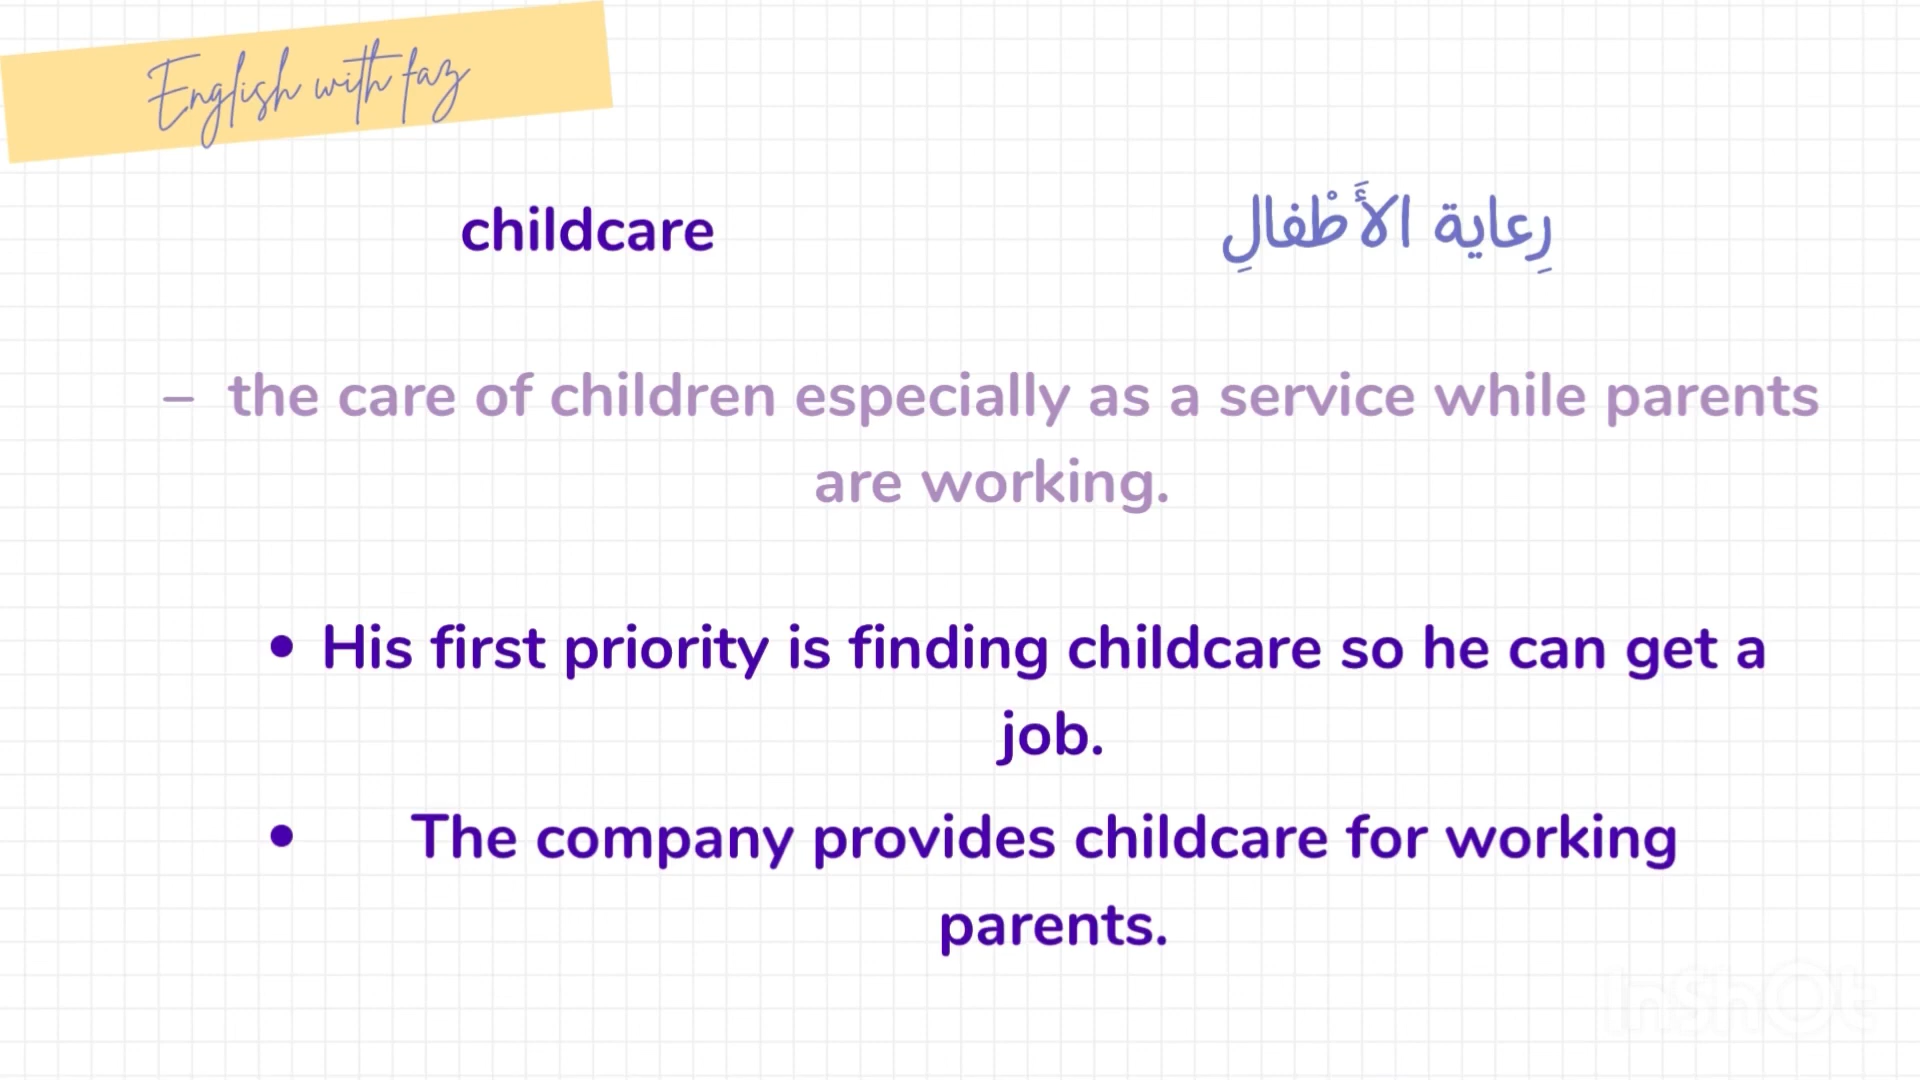 English with faz
childcare
رِعاية الأَطْفالِ
– the care of children especially as a service while parents
are working.
• His first priority is finding childcare so he can get a
job.
• The company provides childcare for working
parents.
InShOt